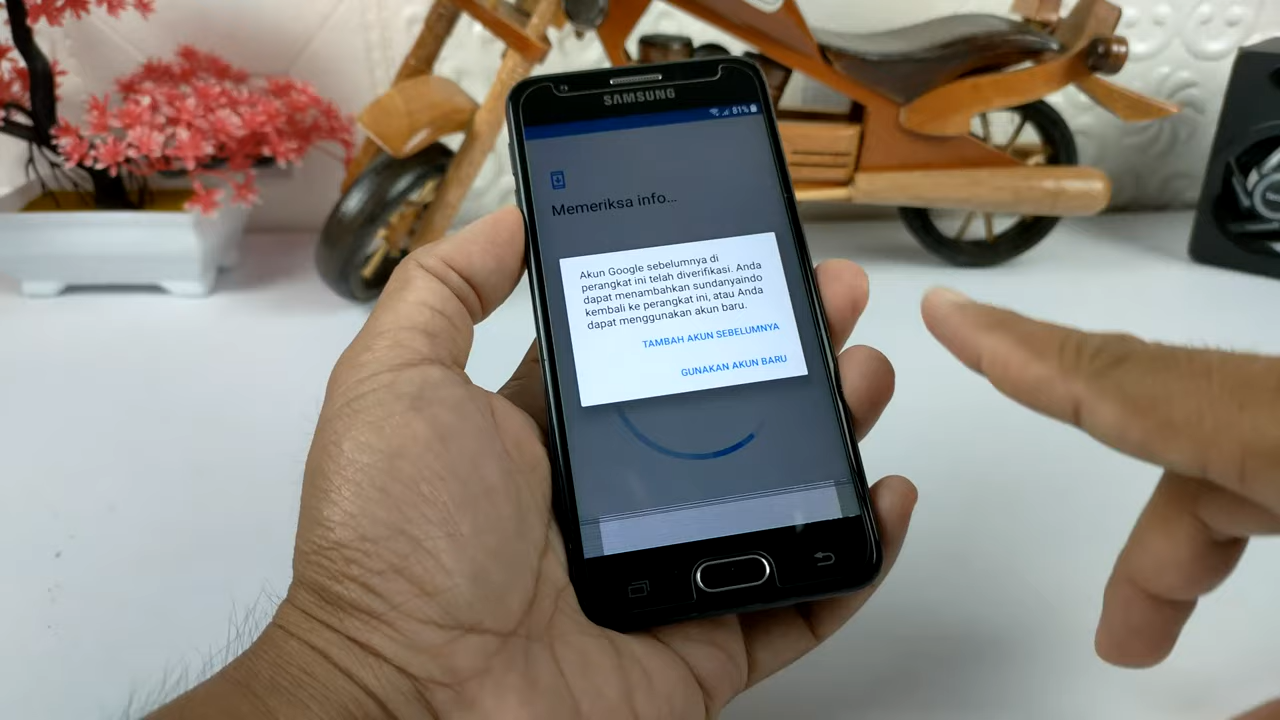 SAMSUNG
81%
Memeriksa info...
Akun Google sebelumnya di
perangkat ini telah diverifikasi. Anda
dapat menambahkan sundanyaindo
kembali ke perangkat ini, atau Anda
dapat menggunakan akun baru.
TAMBAH AKUN SEBELUMNYA
GUNAKAN AKUN BARU